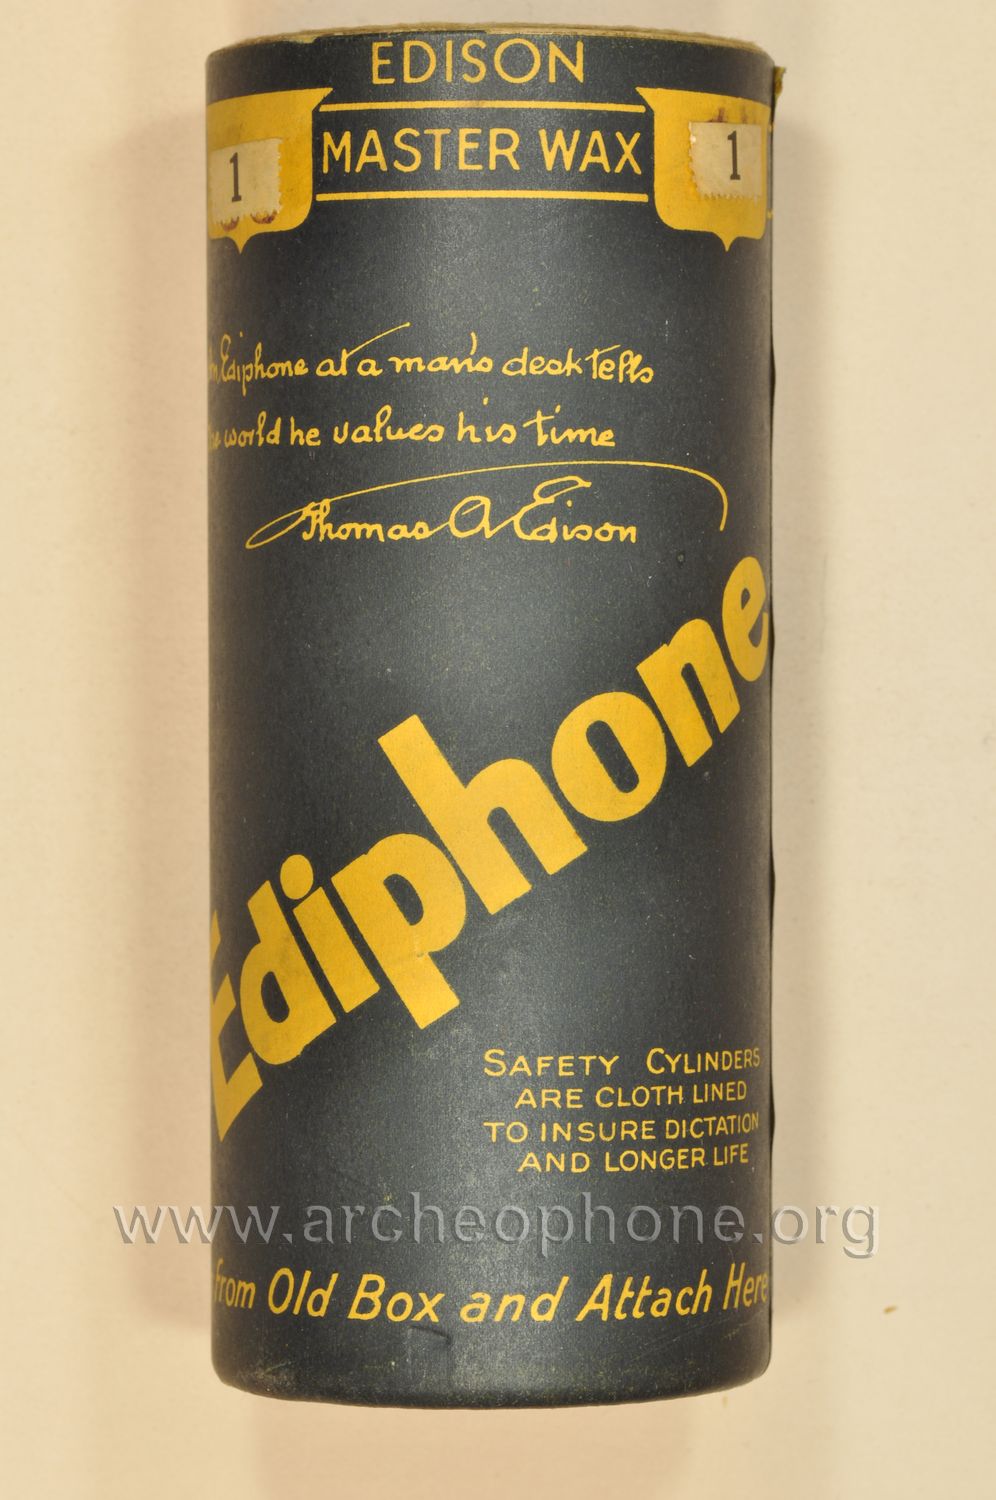 EDISON
MASTER WAX
1
1
Ediphone at a man's desk tells
world he values his time
Thomas A Edison
Ediphone
SAFETY CYLINDERS
ARE CLOTH LINED
TO INSURE DICTATION
AND LONGER LIFE
www.archeophone.org
from Old Box and Attach Here